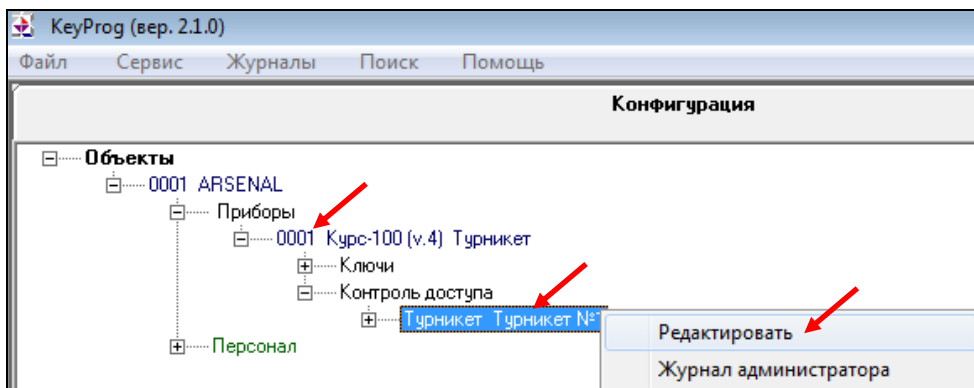 KeyProg (вер. 2.1.0)
Файл Сервис Журналы Поиск Помощь
Конфигурация
Объекты
0001 ARSENAL
Приборы
0001 Курс-100 (v.4) Турникет
Ключи
Контроль доступа
Турникет Турникет №
Редактировать
Персонал
Журнал администратора